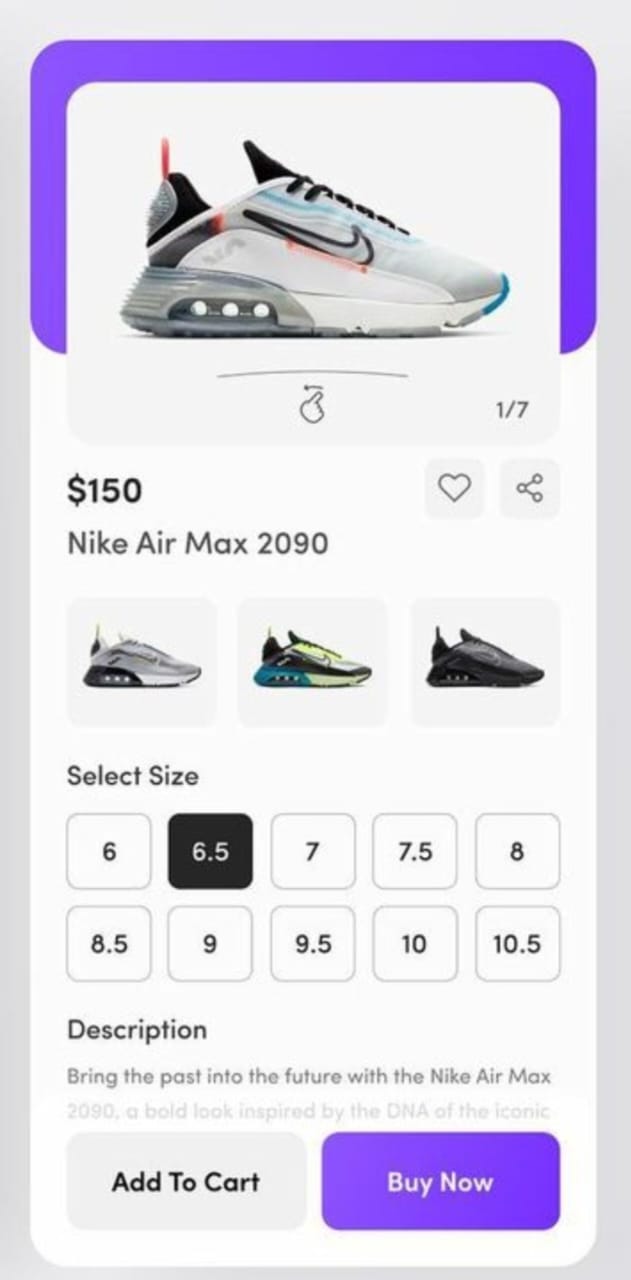 1/7
$150
Nike Air Max 2090
Select Size
6 6.5 7 7.5 8
8.5 9 9.5 10 10.5
Description
Bring the past into the future with the Nike Air Max
2090, a bold look inspired by the DNA of the iconic
Add To Cart Buy Now